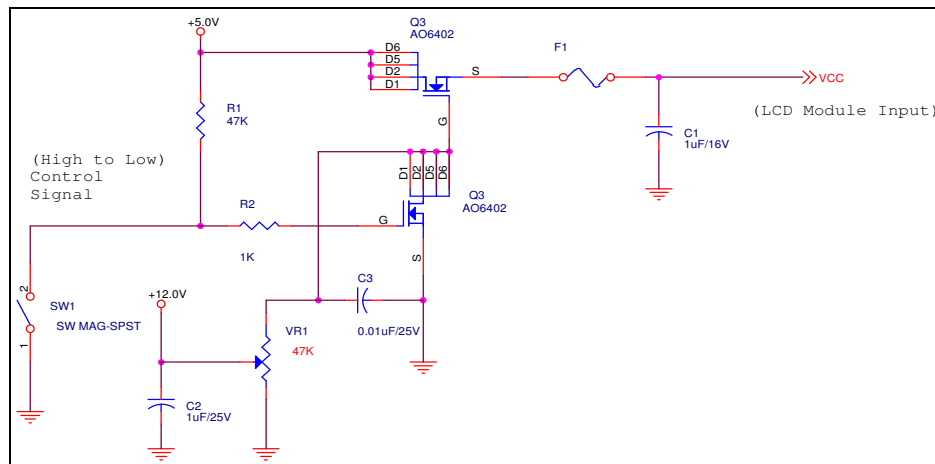 +5.0V
Q3
AO6402
D6
D5
D2
D1
S
G
F1
VCC
(LCD Module Input)
C1
1uF/16V
R1
47K
(High to Low)
Control
Signal
D1
D2
D5
D6
Q3
AO6402
R2
1K
G
S
2
SW1
SW MAG-SPST
1
+12.0V
C3
0.01uF/25V
VR1
47K
C2
1uF/25V